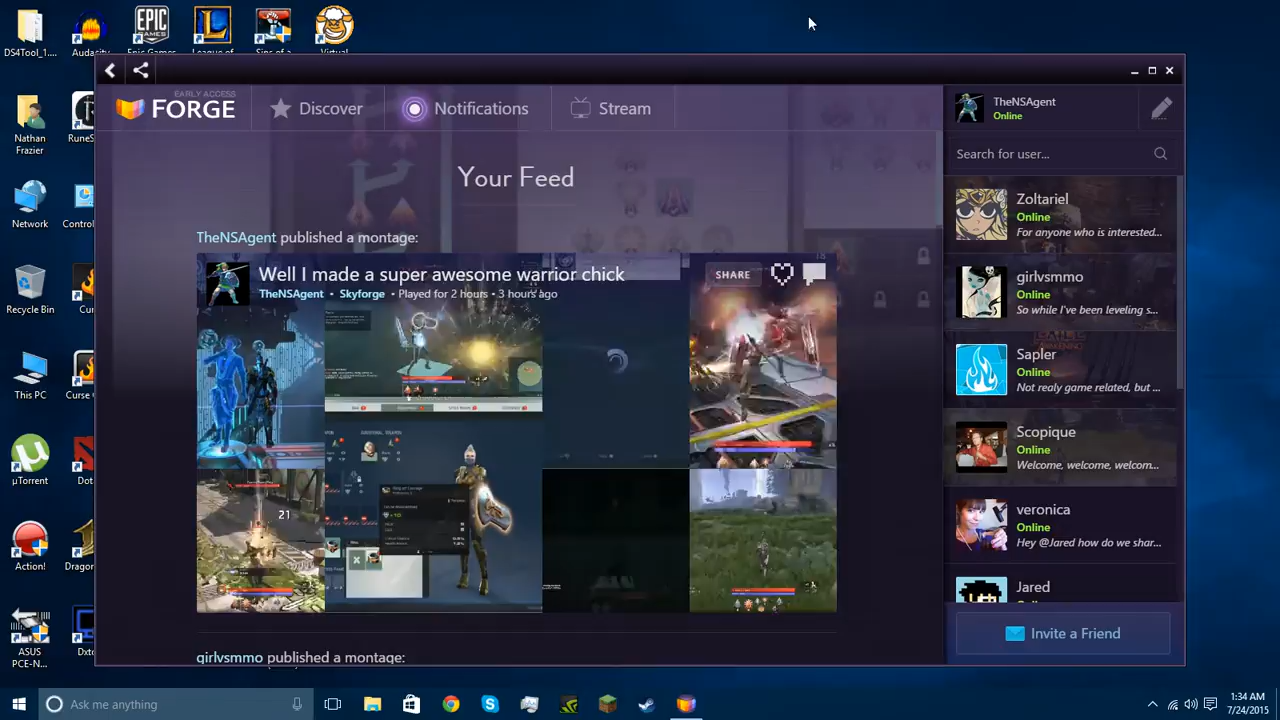 DS4Tool_1....
Audacity
Epic Games
League of
Sins of a
Virtual
EARLY ACCESS
FORGE
Discover
Notifications
Stream
TheNSAgent
Online
Nathan
Frazier
RuneS
Search for user...
Your Feed
Network
Control
Zoltariel
Online
For anyone who is interested...
TheNSAgent published a montage:
Well I made a super awesome warrior chick
SHARE
TheNSAgent • Skyforge • Played for 2 hours • 3 hours ago
girlvsmmo
Online
So while I've been leveling s...
Recycle Bin
Cur
Sapler
Online
Not realy game related, but ...
This PC
Curse C
Scopique
Online
Welcome, welcome, welcom...
µTorrent
Dot
21
veronica
Online
Hey @Jared how do we shar...
Action!
Dragon
Jared
Invite a Friend
girlvsmmo published a montage:
ASUS
PCE-N...
Dxto
Ask me anything
1:34 AM
7/24/2015